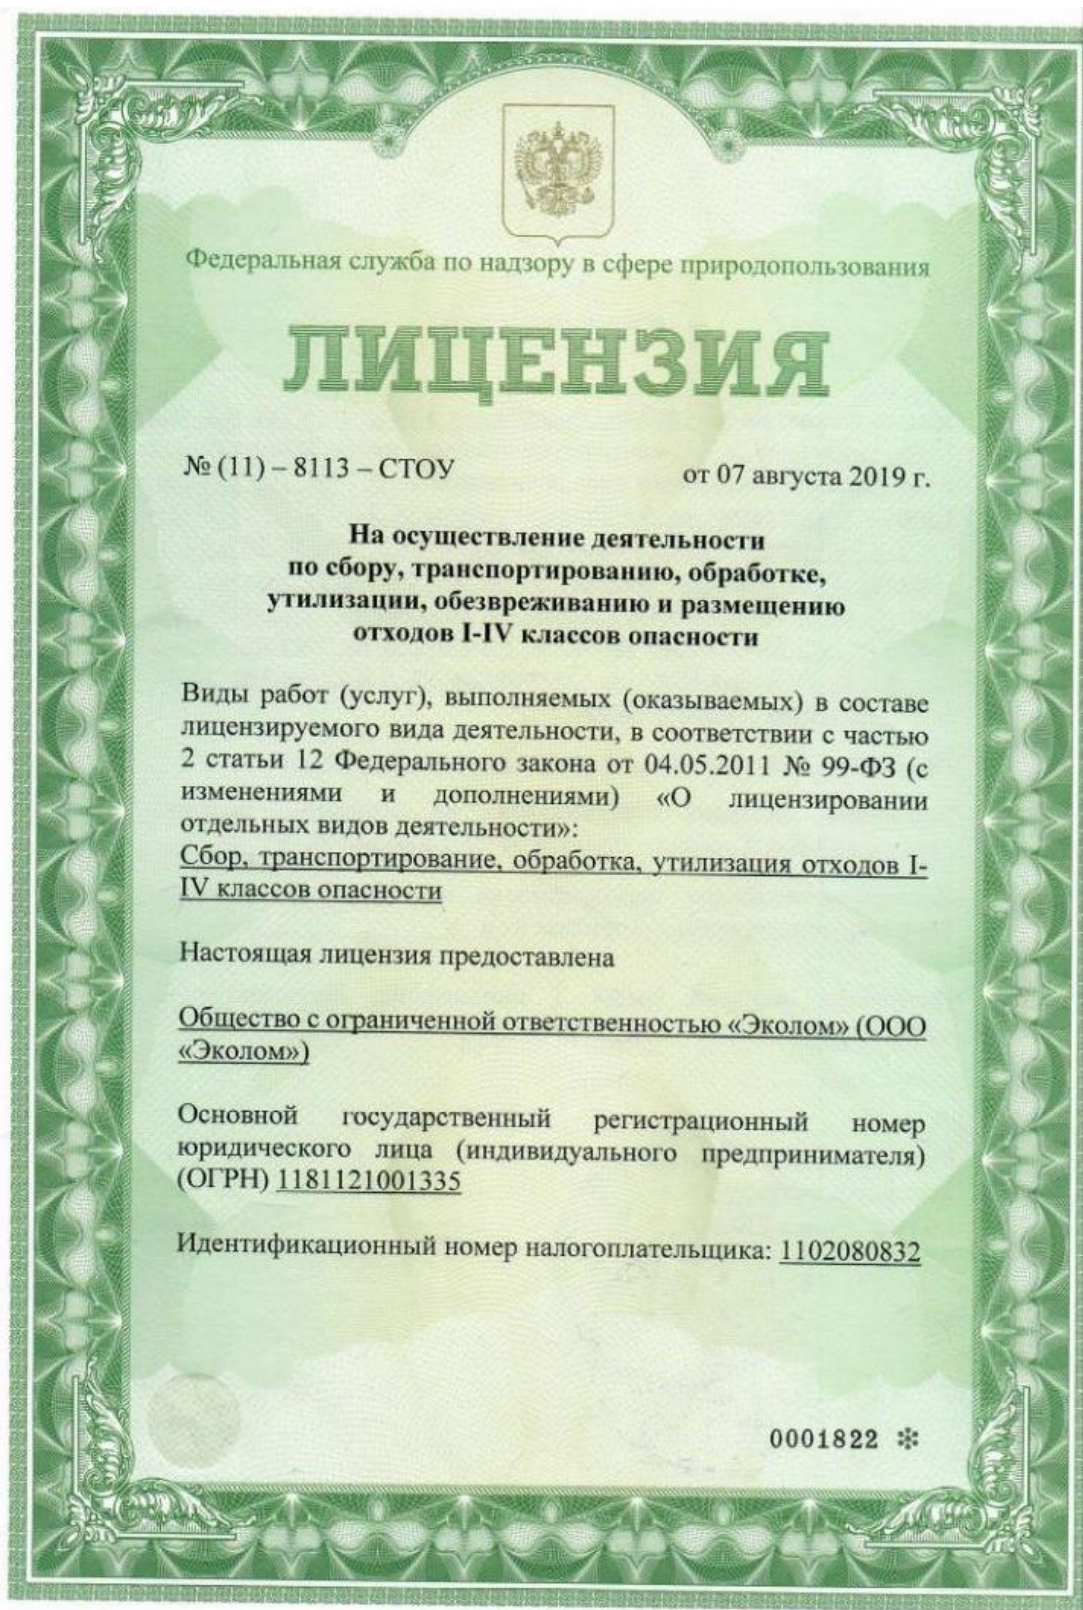 Федеральная служба по надзору в сфере природопользования
ЛИЦЕНЗИЯ
№ (11) – 8113 – СТОУ от 07 августа 2019 г.
На осуществление деятельности
по сбору, транспортированию, обработке,
утилизации, обезвреживанию и размещению
отходов I-IV классов опасности
Виды работ (услуг), выполняемых (оказываемых) в составе
лицензируемого вида деятельности, в соответствии с частью
2 статьи 12 Федерального закона от 04.05.2011 № 99-ФЗ (с
изменениями и дополнениями) «О лицензировании
отдельных видов деятельности»:
Сбор, транспортирование, обработка, утилизация отходов I-
IV классов опасности
Настоящая лицензия предоставлена
Общество с ограниченной ответственностью «Эколом» (ООО
«Эколом»)
Основной государственный регистрационный номер
юридического лица (индивидуального предпринимателя)
(ОГРН) 1181121001335
Идентификационный номер налогоплательщика: 1102080832
0001822 ❇